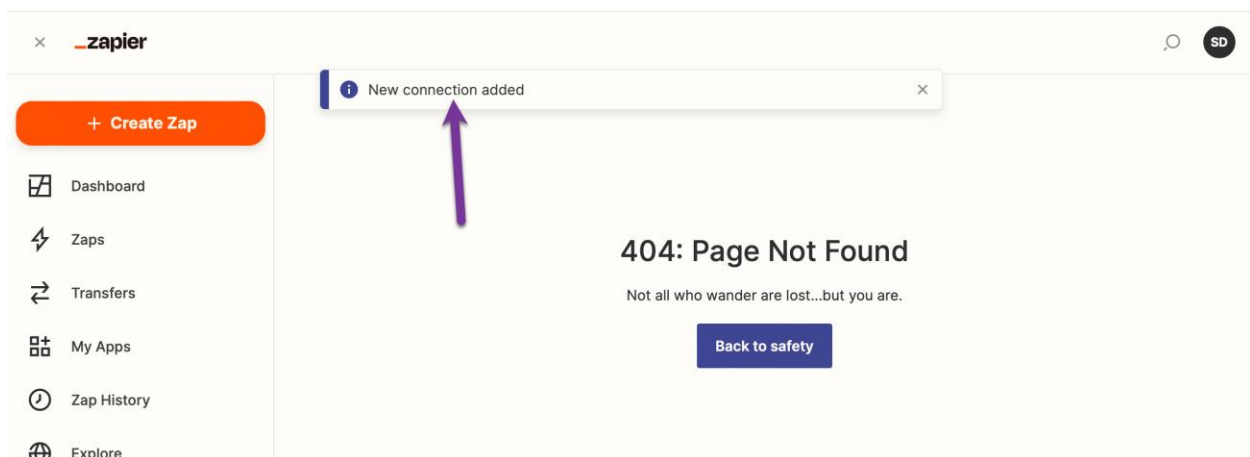 _zapier
SD
New connection added
+ Create Zap
Dashboard
Zaps
404: Page Not Found
Transfers
Not all who wander are lost...but you are.
My Apps
Back to safety
Zap History
Explore